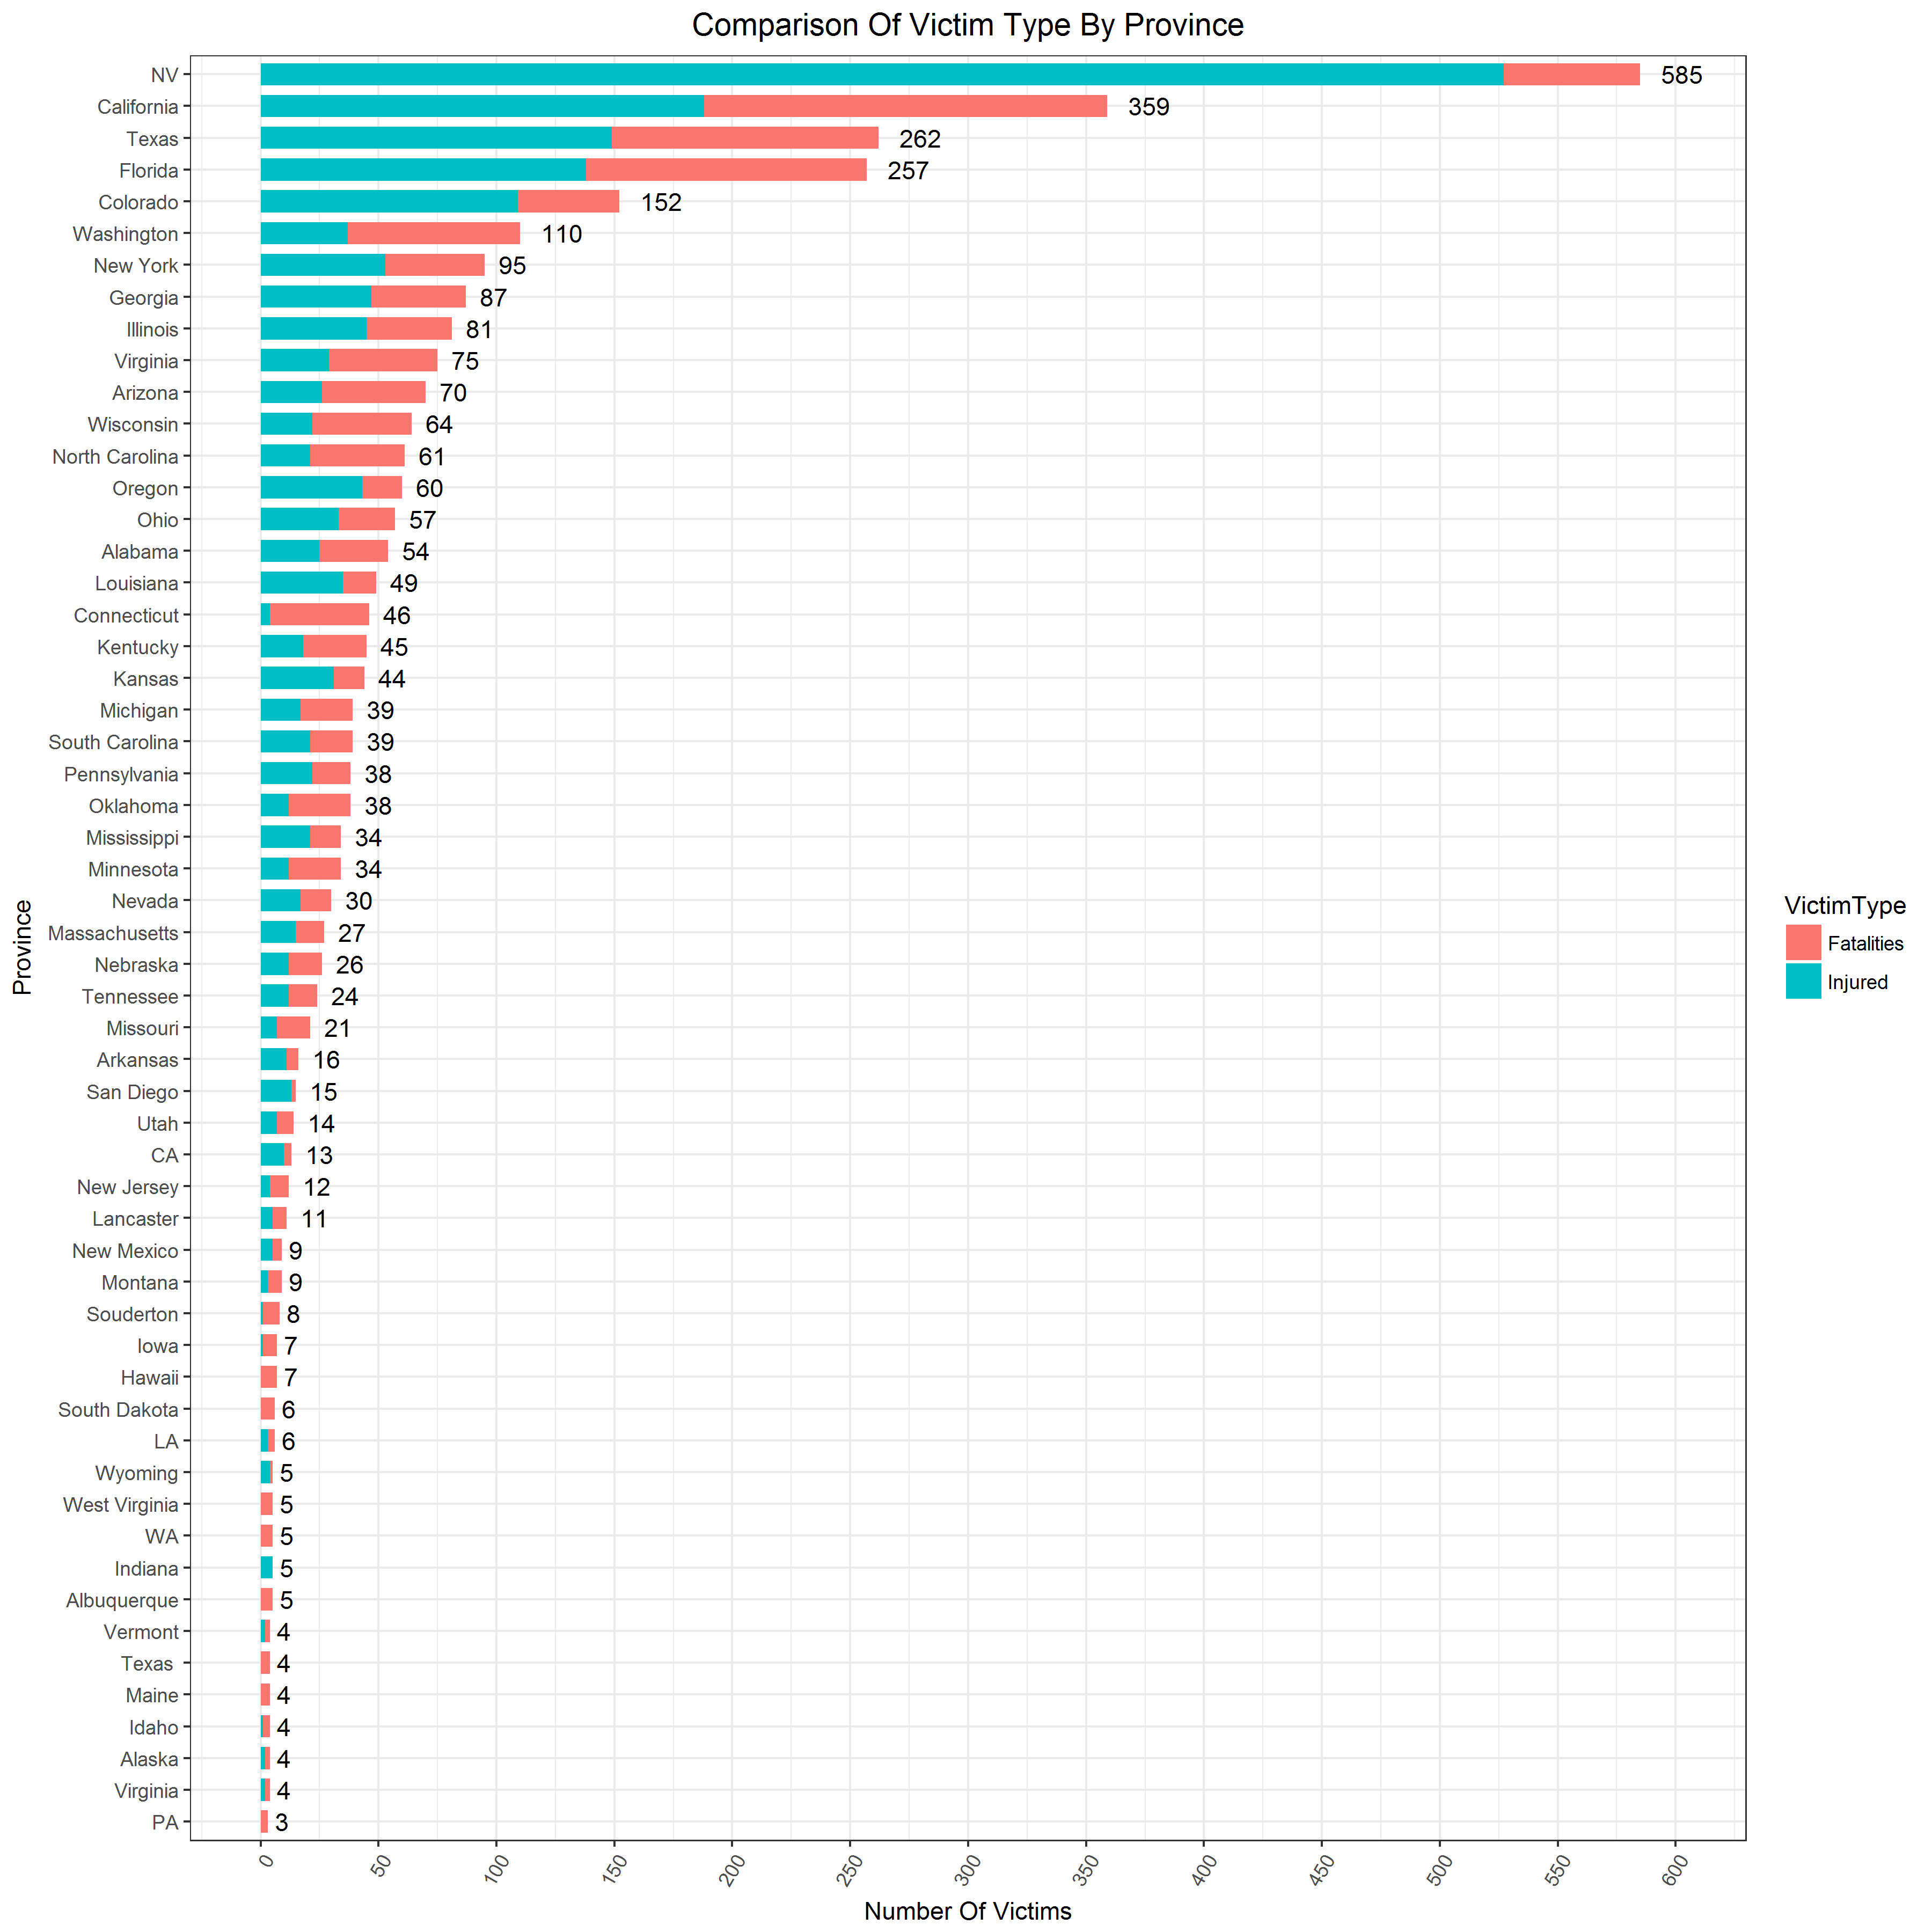 Comparison Of Victim Type By Province
NV 585
California 359
Texas 262
Florida 257
Colorado 152
Washington 110
New York 95
Georgia 87
Illinois 81
Virginia 75
Arizona 70
Wisconsin 64
North Carolina 61
Oregon 60
Ohio 57
Alabama 54
Louisiana 49
Connecticut 46
Kentucky 45
Kansas 44
Michigan 39
South Carolina 39
Pennsylvania 38
Oklahoma 38
Mississippi 34
Minnesota 34
Nevada 30
Massachusetts 27
Nebraska 26
Tennessee 24
Missouri 21
Arkansas 16
San Diego 15
Utah 14
CA 13
New Jersey 12
Lancaster 11
New Mexico 9
Montana 9
Souderton 8
Iowa 7
Hawaii 7
South Dakota 6
LA 6
Wyoming 5
West Virginia 5
WA 5
Indiana 5
Albuquerque 5
Vermont 4
Texas 4
Maine 4
Idaho 4
Alaska 4
Virginia 4
PA 3
0 50 100 150 200 250 300 350 400 450 500 550 600
Number Of Victims
Province
VictimType
Fatalities
Injured